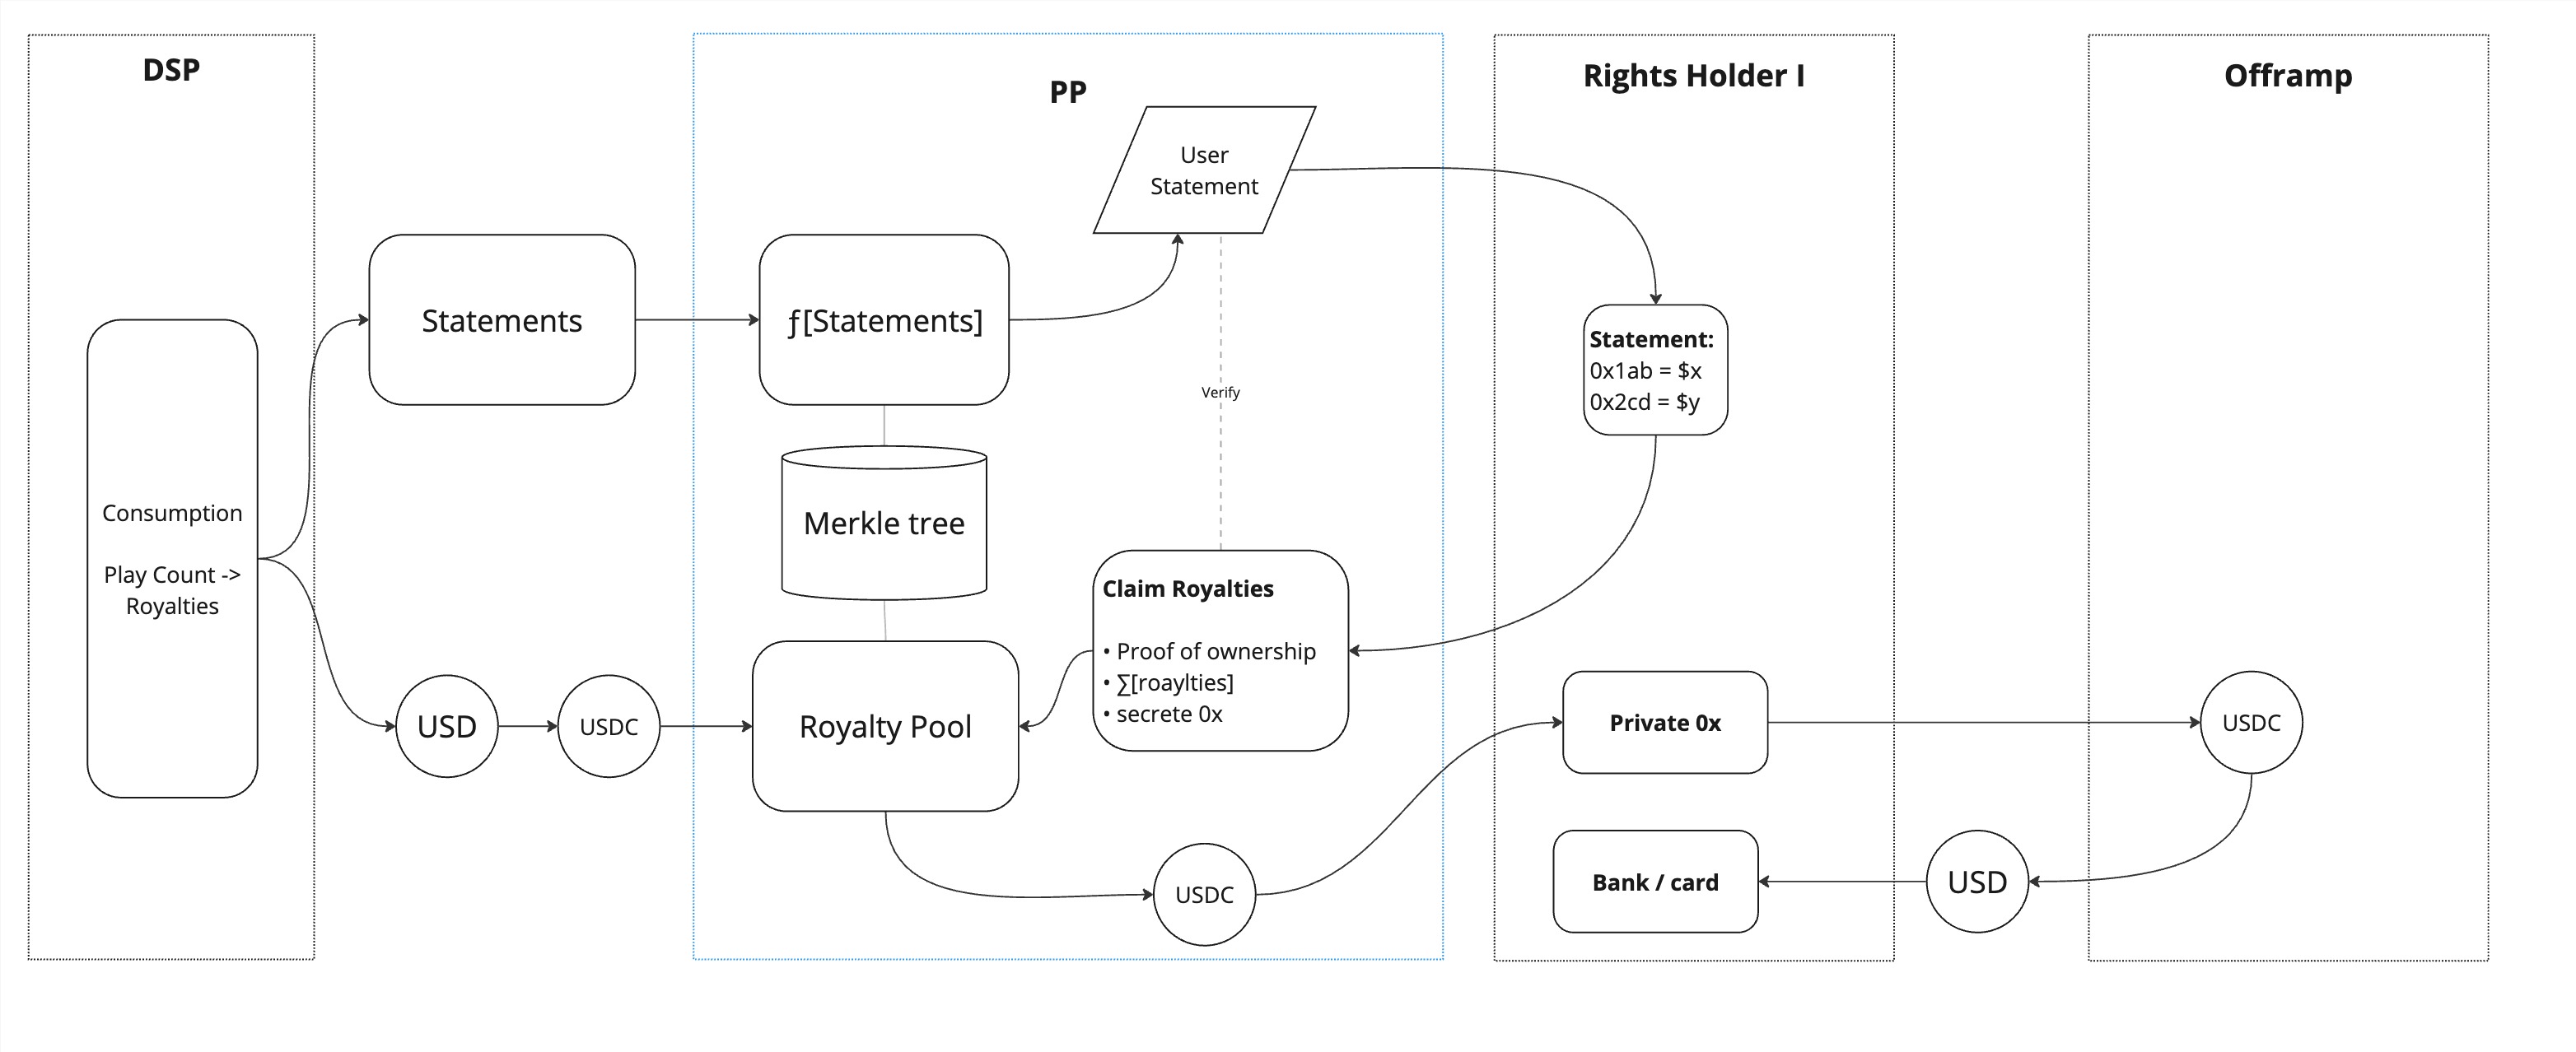 DSP
Consumption
Play Count ->
Royalties
Statements
USD
USDC
PP
User
Statement
ƒ[Statements]
Verify
Merkle tree
Claim Royalties
• Proof of ownership
• ∑[roaylties]
• secrete 0x
Royalty Pool
USDC
Rights Holder I
Statement:
0x1ab = $x
0x2cd = $y
Private 0x
Bank / card
USD
Offramp
USDC